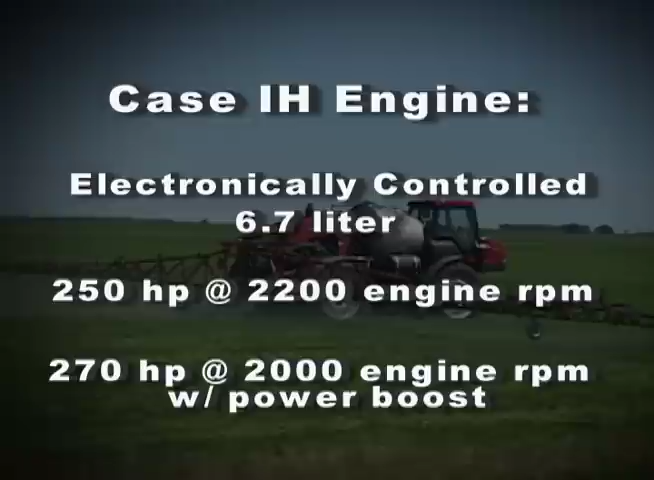 Case IH Engine:
Electronically Controlled
6.7 liter
250 hp @ 2200 engine rpm
270 hp @ 2000 engine rpm
w/ power boost